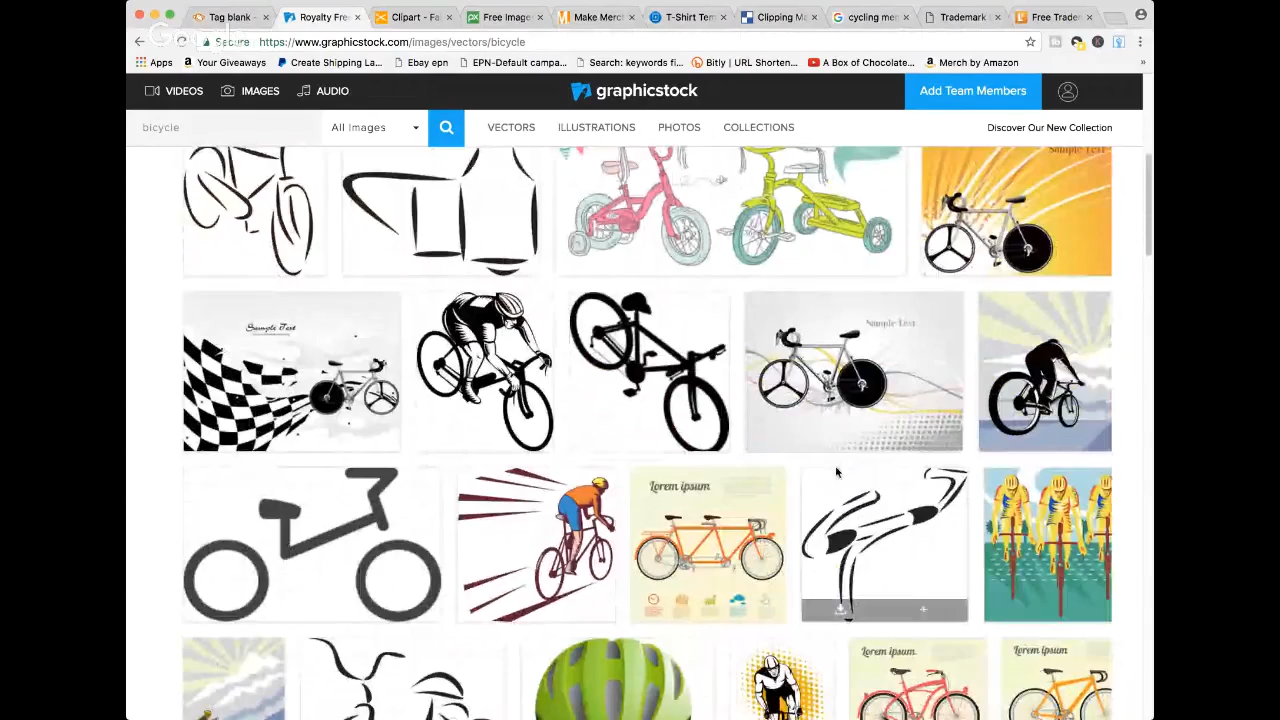 Tag blank -
Royalty Fre
Clipart - Fa
Free Image
Make Merc
T-Shirt Tem
Clipping Ma
cycling me
Trademark
Free Trade
Google
Secure https://www.graphicstock.com/images/vectors/bicycle
Apps Your Giveaways Create Shipping La... Ebay epn EPN-Default campa... Search: keywords fi... Bitly | URL Shorten... A Box of Chocolate... Merch by Amazon »
VIDEOS IMAGES AUDIO graphicstock Add Team Members
bicycle All Images VECTORS ILLUSTRATIONS PHOTOS COLLECTIONS Discover Our New Collection
Sample Text
Sample Text
Sample Text
Lorem ipsum
Lorem ipsum
Lorem ipsum